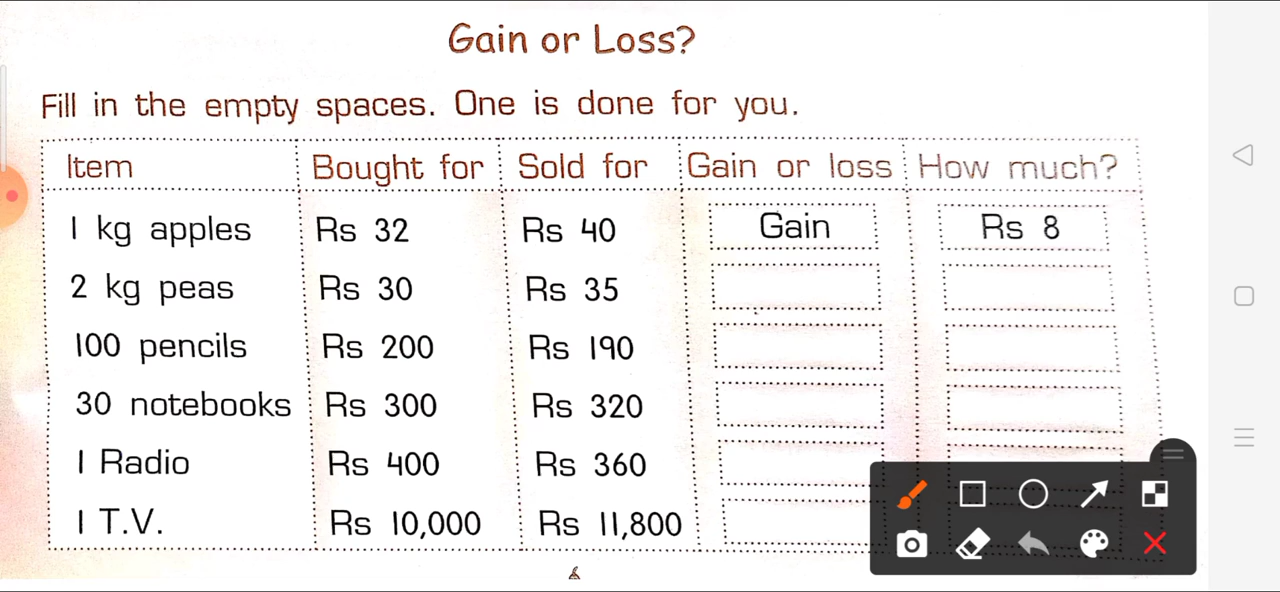 Gain or Loss?
Fill in the empty spaces. One is done for you.
Item Bought for Sold for Gain or loss How much?
1 kg apples Rs 32 Rs 40 Gain Rs 8
2 kg peas Rs 30 Rs 35
100 pencils Rs 200 Rs 190
30 notebooks Rs 300 Rs 320
1 Radio Rs 400 Rs 360
1 T.V. Rs 10,000 Rs 11,800